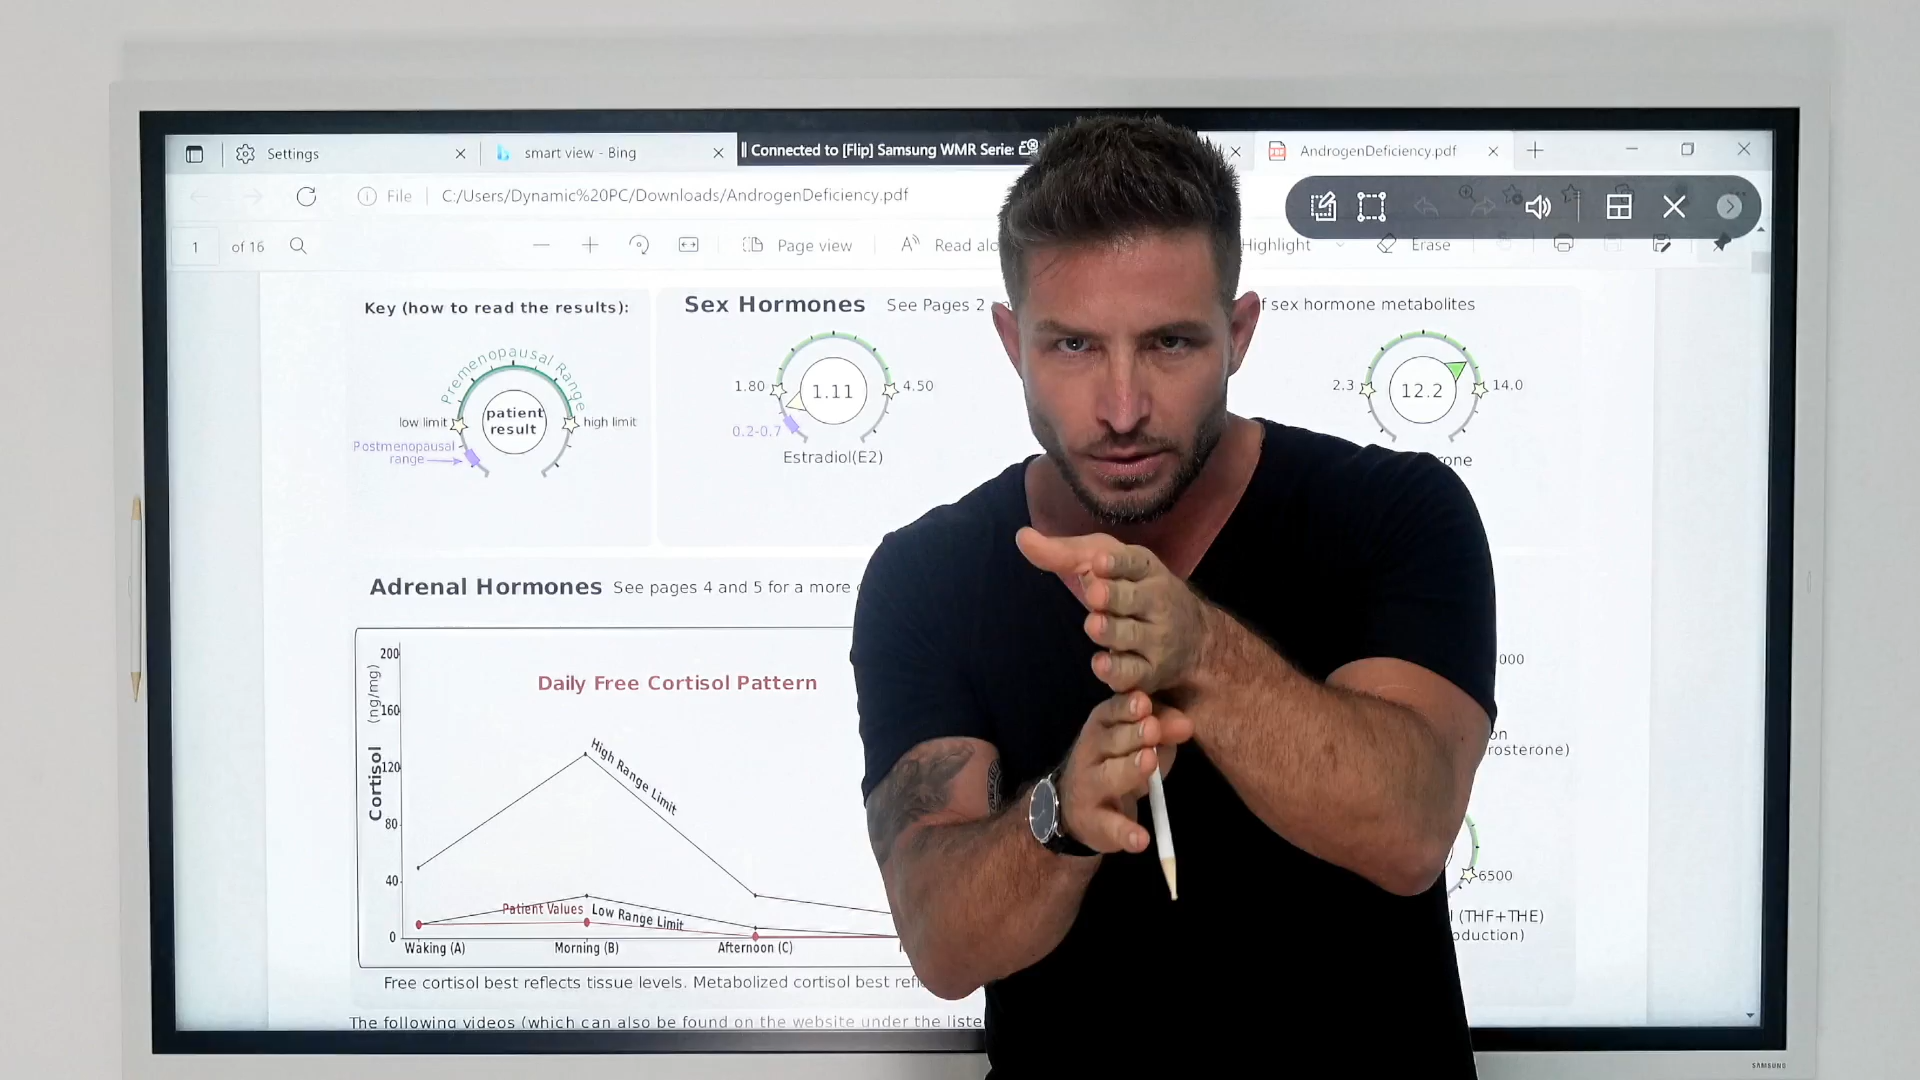 Settings
smart view - Bing
Connected to [Flip] Samsung WMR Serie:
AndrogenDeficiency.pdf
File
C:/Users/Dynamic%20PC/Downloads/AndrogenDeficiency.pdf
1 of 16
Page view
Read
Highlight
Erase
Key (how to read the results):
Premenopausal Range
low limit
patient
result
high limit
Postmenopausal
range
Sex Hormones
See Pages 2
of sex hormone metabolites
1.80
1.11
4.50
0.2-0.7
Estradiol(E2)
2.3
12.2
14.0
rone
Adrenal Hormones
See pages 4 and 5 for a more
Daily Free Cortisol Pattern
Cortisol (ng/mg)
200
160
120
80
40
0
High Range Limit
Patient Values
Low Range Limit
Waking (A)
Morning (B)
Afternoon (C)
000
on
rosterone)
6500
(THF+THE)
oduction)
Free cortisol best reflects tissue levels. Metabolized cortisol best refl
The following videos (which can also be found on the website under the liste
SAMSUNG